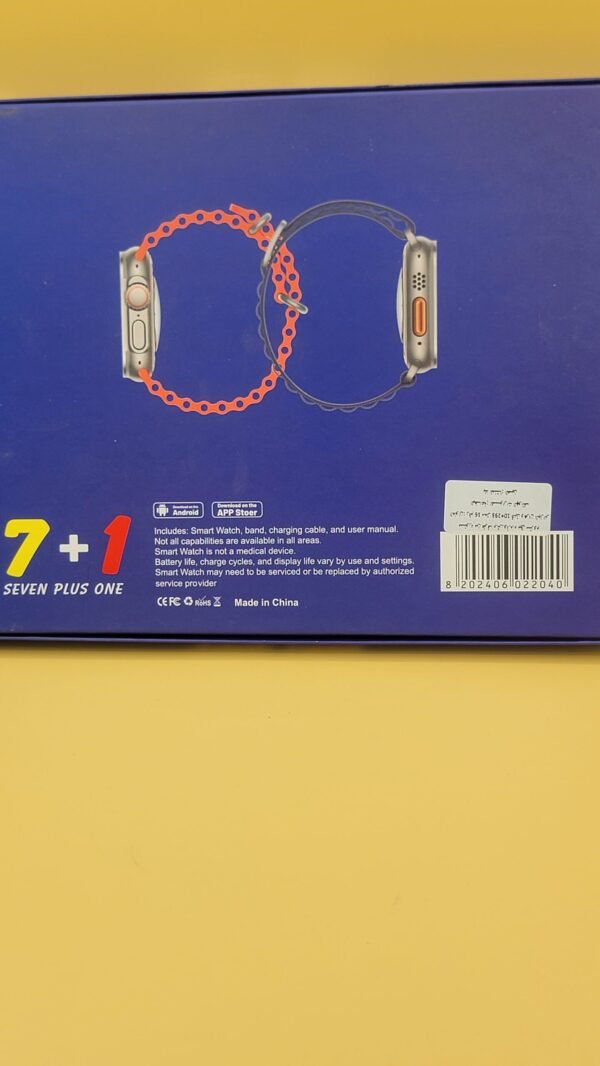 7+1
SEVEN PLUS ONE
Download on the
Android
Download on the
APP Stoer
Includes: Smart Watch, band, charging cable, and user manual.
Not all capabilities are available in all areas.
Smart Watch is not a medical device.
Battery life, charge cycles, and display life vary by use and settings.
Smart Watch may need to be serviced or be replaced by authorized
service provider
CE FC RoHS
Made in China
8 202406 022040